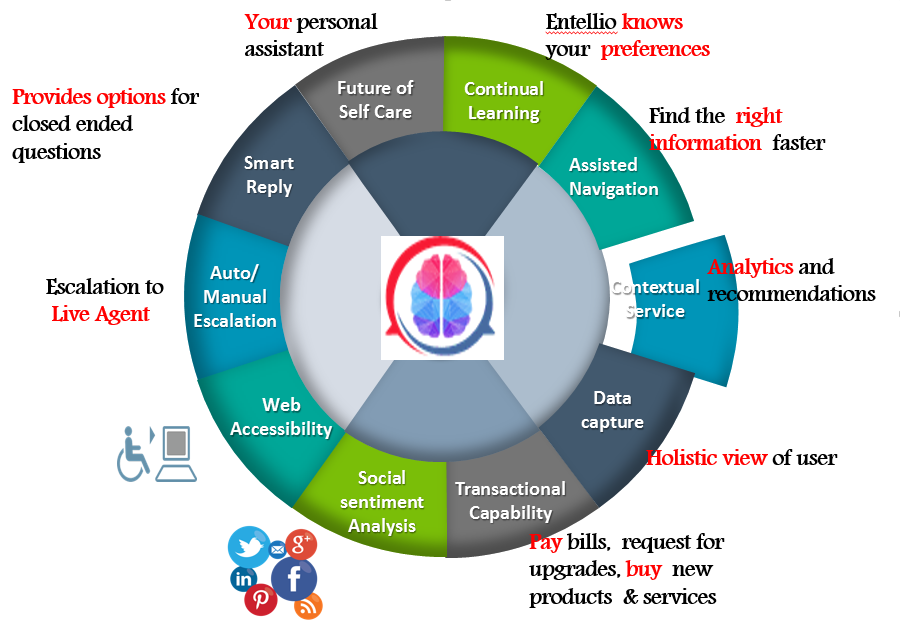 Your personal
assistant
Entellio knows
your preferences
Provides options for
closed ended
questions
Future of
Self Care
Continual
Learning
Find the right
information faster
Smart
Reply
Assisted
Navigation
Escalation to
Live Agent
Auto/
Manual
Escalation
Contextual
Service
Analytics and
recommendations
Web
Accessibility
Data
capture
Holistic view of user
Social
sentiment
Analysis
Transactional
Capability
Pay bills, request for
upgrades, buy new
products & services
g+
in
f